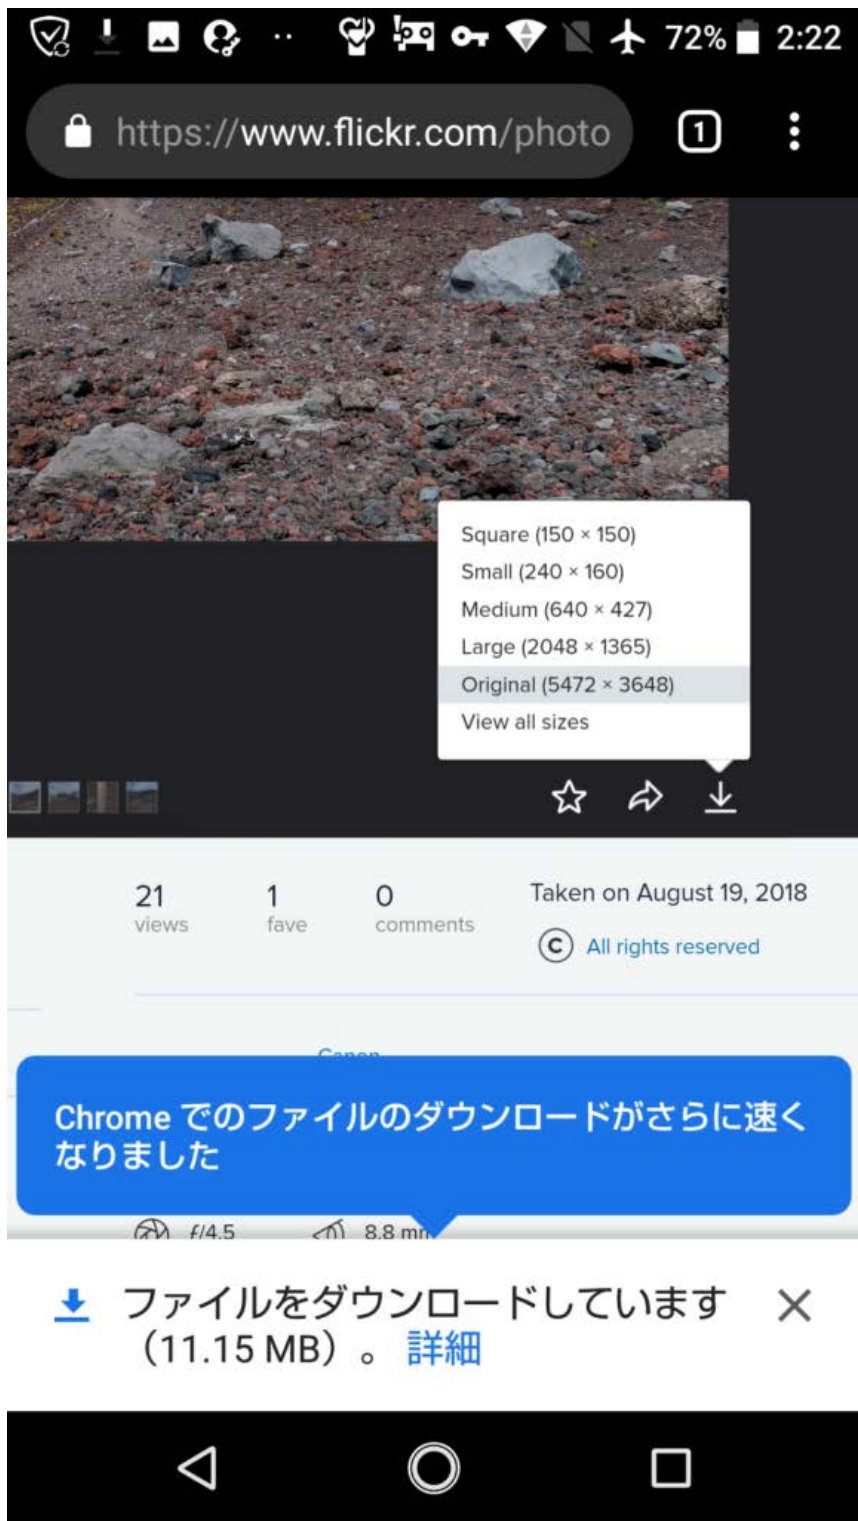 72% 2:22
https://www.flickr.com/photo 1
Square (150 × 150)
Small (240 × 160)
Medium (640 × 427)
Large (2048 × 1365)
Original (5472 × 3648)
View all sizes
21 1 0 Taken on August 19, 2018
views fave comments
C All rights reserved
Canon
Chrome でのファイルのダウンロードがさらに速く
なりました
f/4.5 8.8 mm
ファイルをダウンロードしています
（11.15 MB）。 詳細